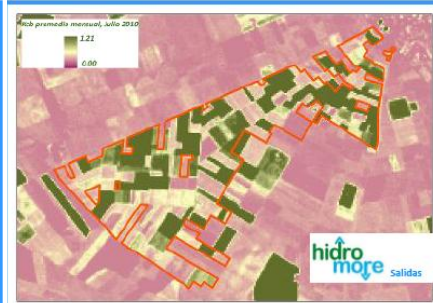 Kcb promedio mensual, Julio 2010
1.21
0.00
hidro
more
Salidas